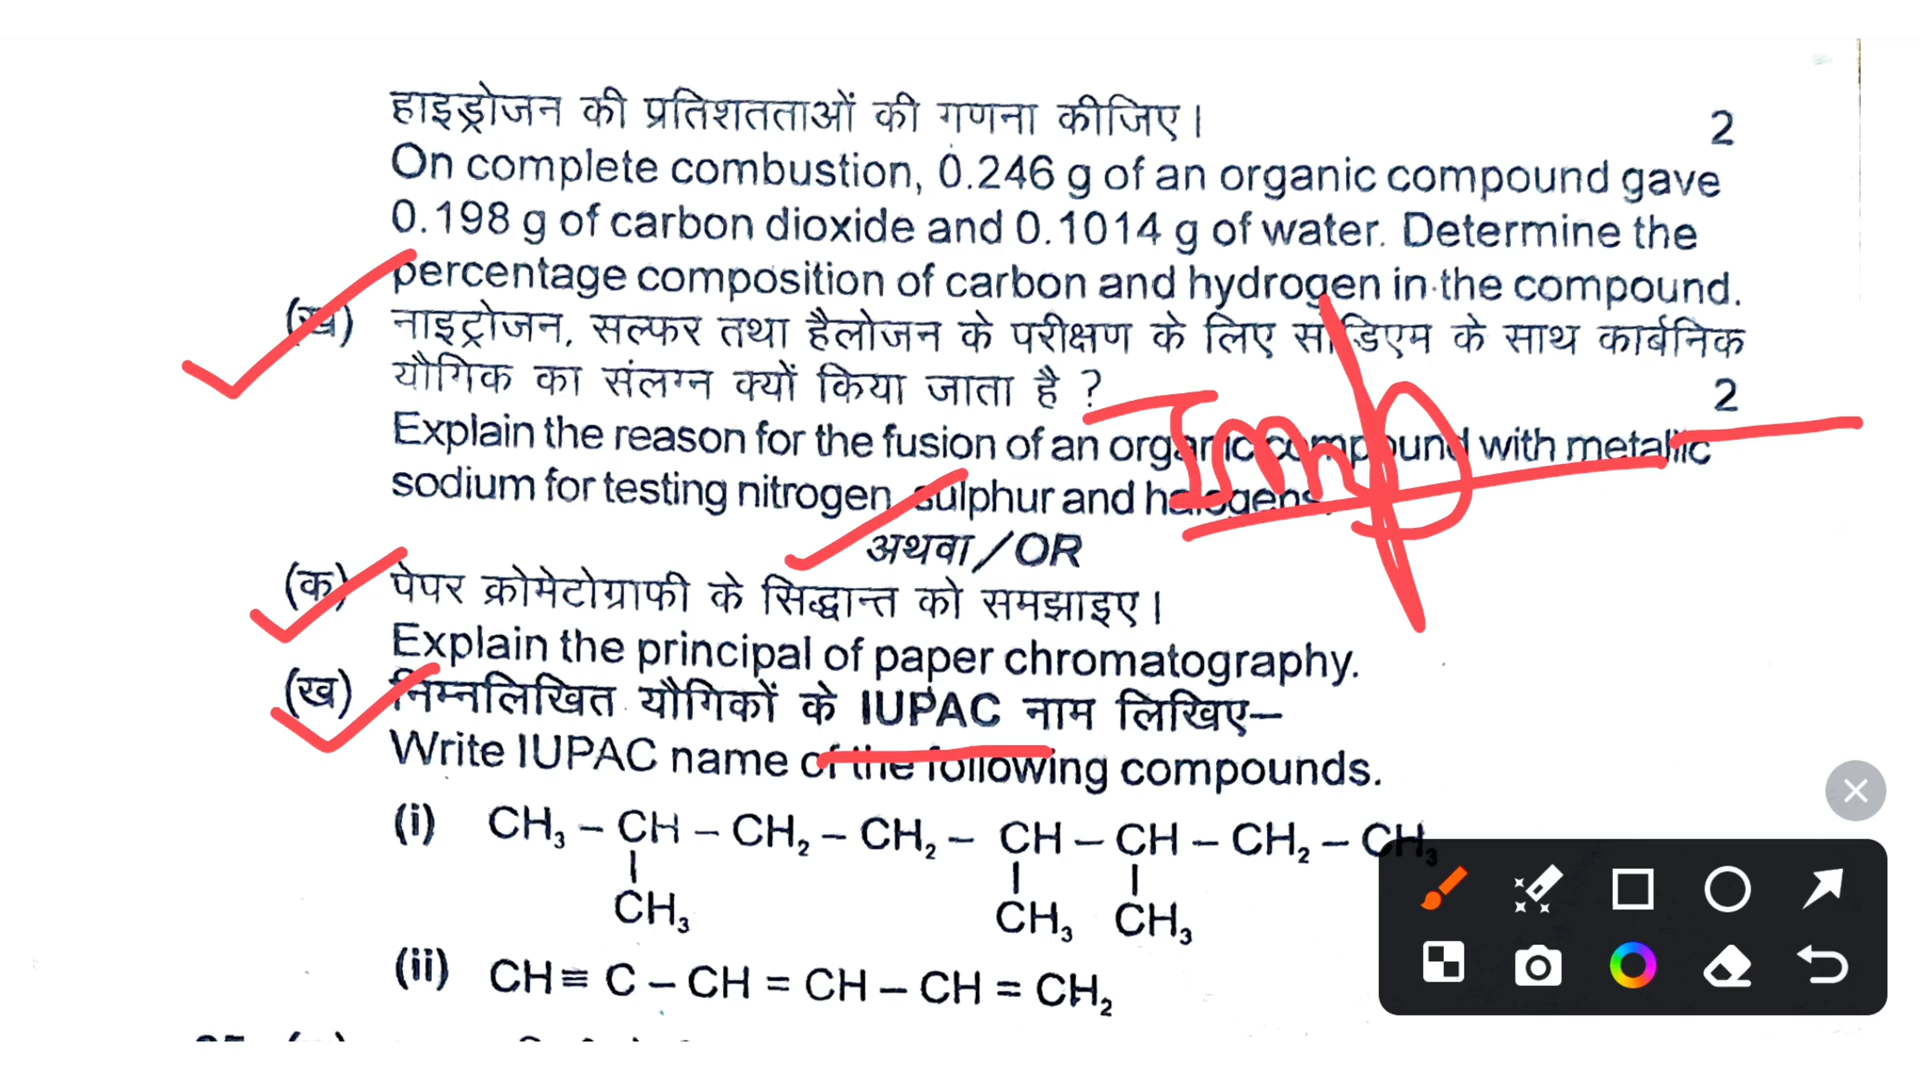 हाइड्रोजन की प्रतिशतताओं की गणना कीजिए। 2
On complete combustion, 0.246 g of an organic compound gave
0.198 g of carbon dioxide and 0.1014 g of water. Determine the
percentage composition of carbon and hydrogen in the compound.
(ख) नाइट्रोजन, सल्फर तथा हैलोजन के परीक्षण के लिए सोडिएम के साथ कार्बनिक
यौगिक का संलग्न क्यों किया जाता है ? 2
Imp
Explain the reason for the fusion of an organic compound with metallic
sodium for testing nitrogen, sulphur and halogens.
अथवा/OR
(क) पेपर क्रोमेटोग्राफी के सिद्धान्त को समझाइए।
Explain the principal of paper chromatography.
(ख) निम्नलिखित यौगिकों के IUPAC नाम लिखिए–
Write IUPAC name of the following compounds.
(i) CH₃ – CH – CH₂ – CH₂ – CH – CH – CH₂ – CH₃
CH₃ CH₃ CH₃
(ii) CH ≡ C – CH = CH – CH = CH₂